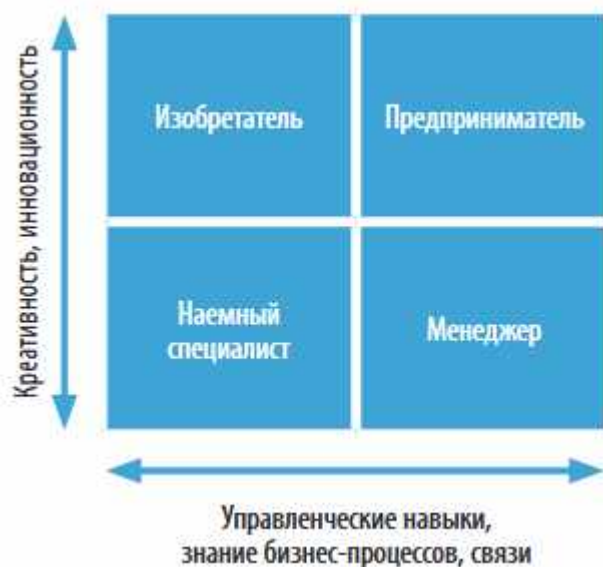 Креативность, инновационность
Изобретатель
Предприниматель
Наемный
специалист
Менеджер
Управленческие навыки,
знание бизнес-процессов, связи